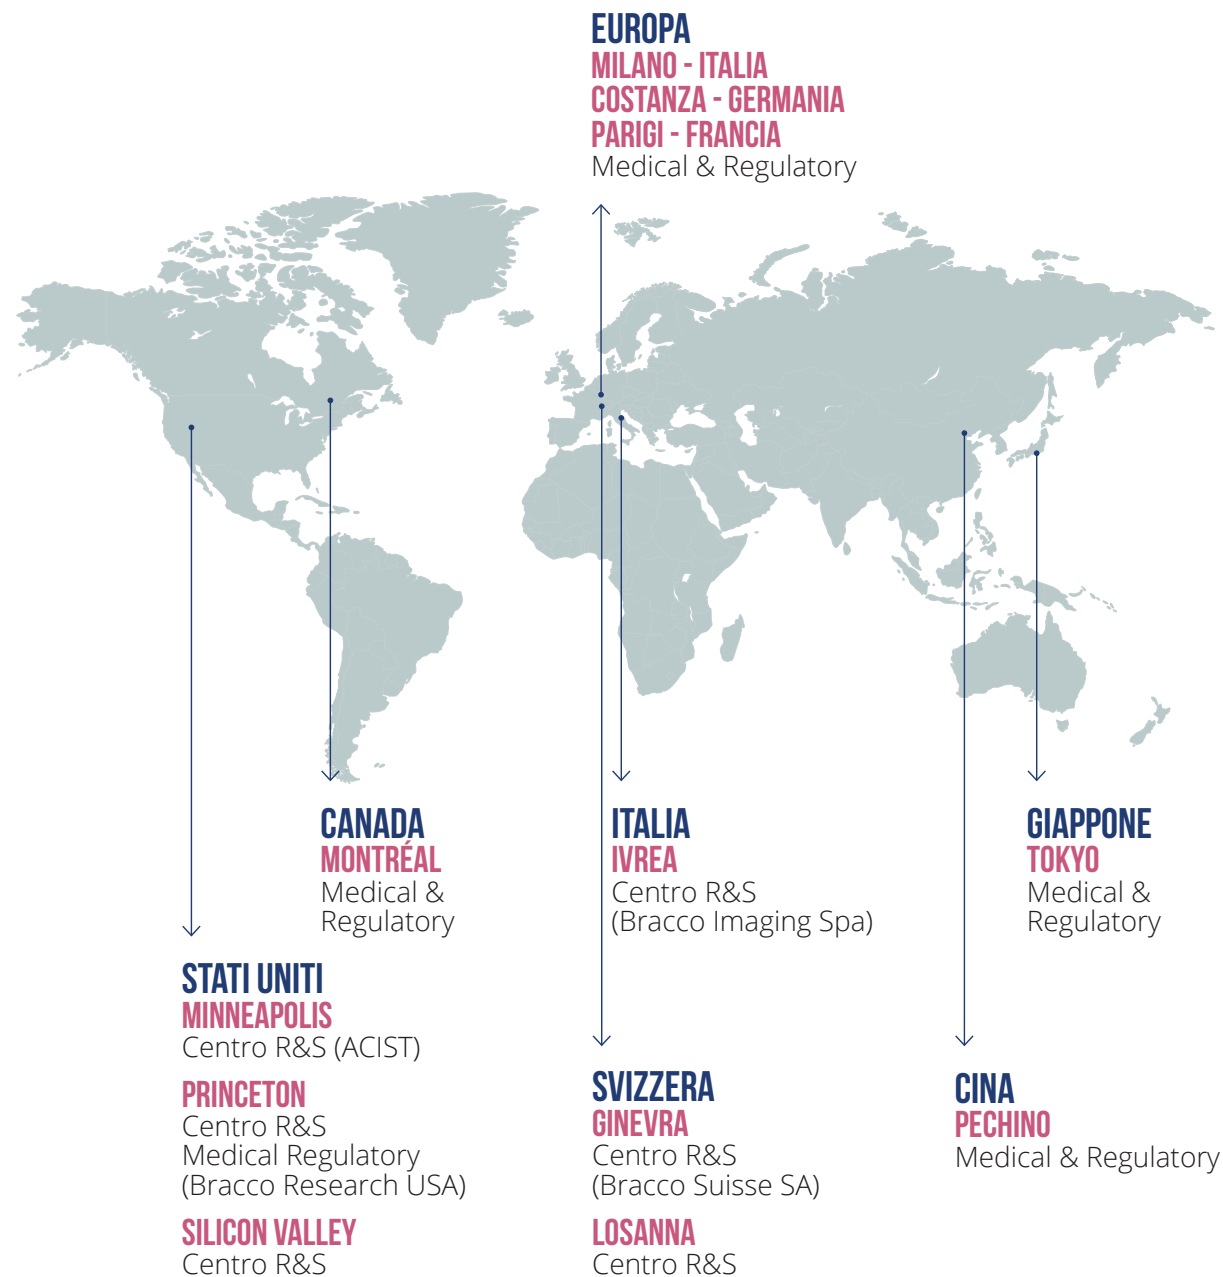 EUROPA
MILANO - ITALIA
COSTANZA - GERMANIA
PARIGI - FRANCIA
Medical & Regulatory
CANADA
MONTRÉAL
Medical &
Regulatory
ITALIA
IVREA
Centro R&S
(Bracco Imaging Spa)
GIAPPONE
TOKYO
Medical &
Regulatory
STATI UNITI
MINNEAPOLIS
Centro R&S (ACIST)
PRINCETON
Centro R&S
Medical Regulatory
(Bracco Research USA)
SILICON VALLEY
Centro R&S
SVIZZERA
GINEVRA
Centro R&S
(Bracco Suisse SA)
LOSANNA
Centro R&S
CINA
PECHINO
Medical & Regulatory